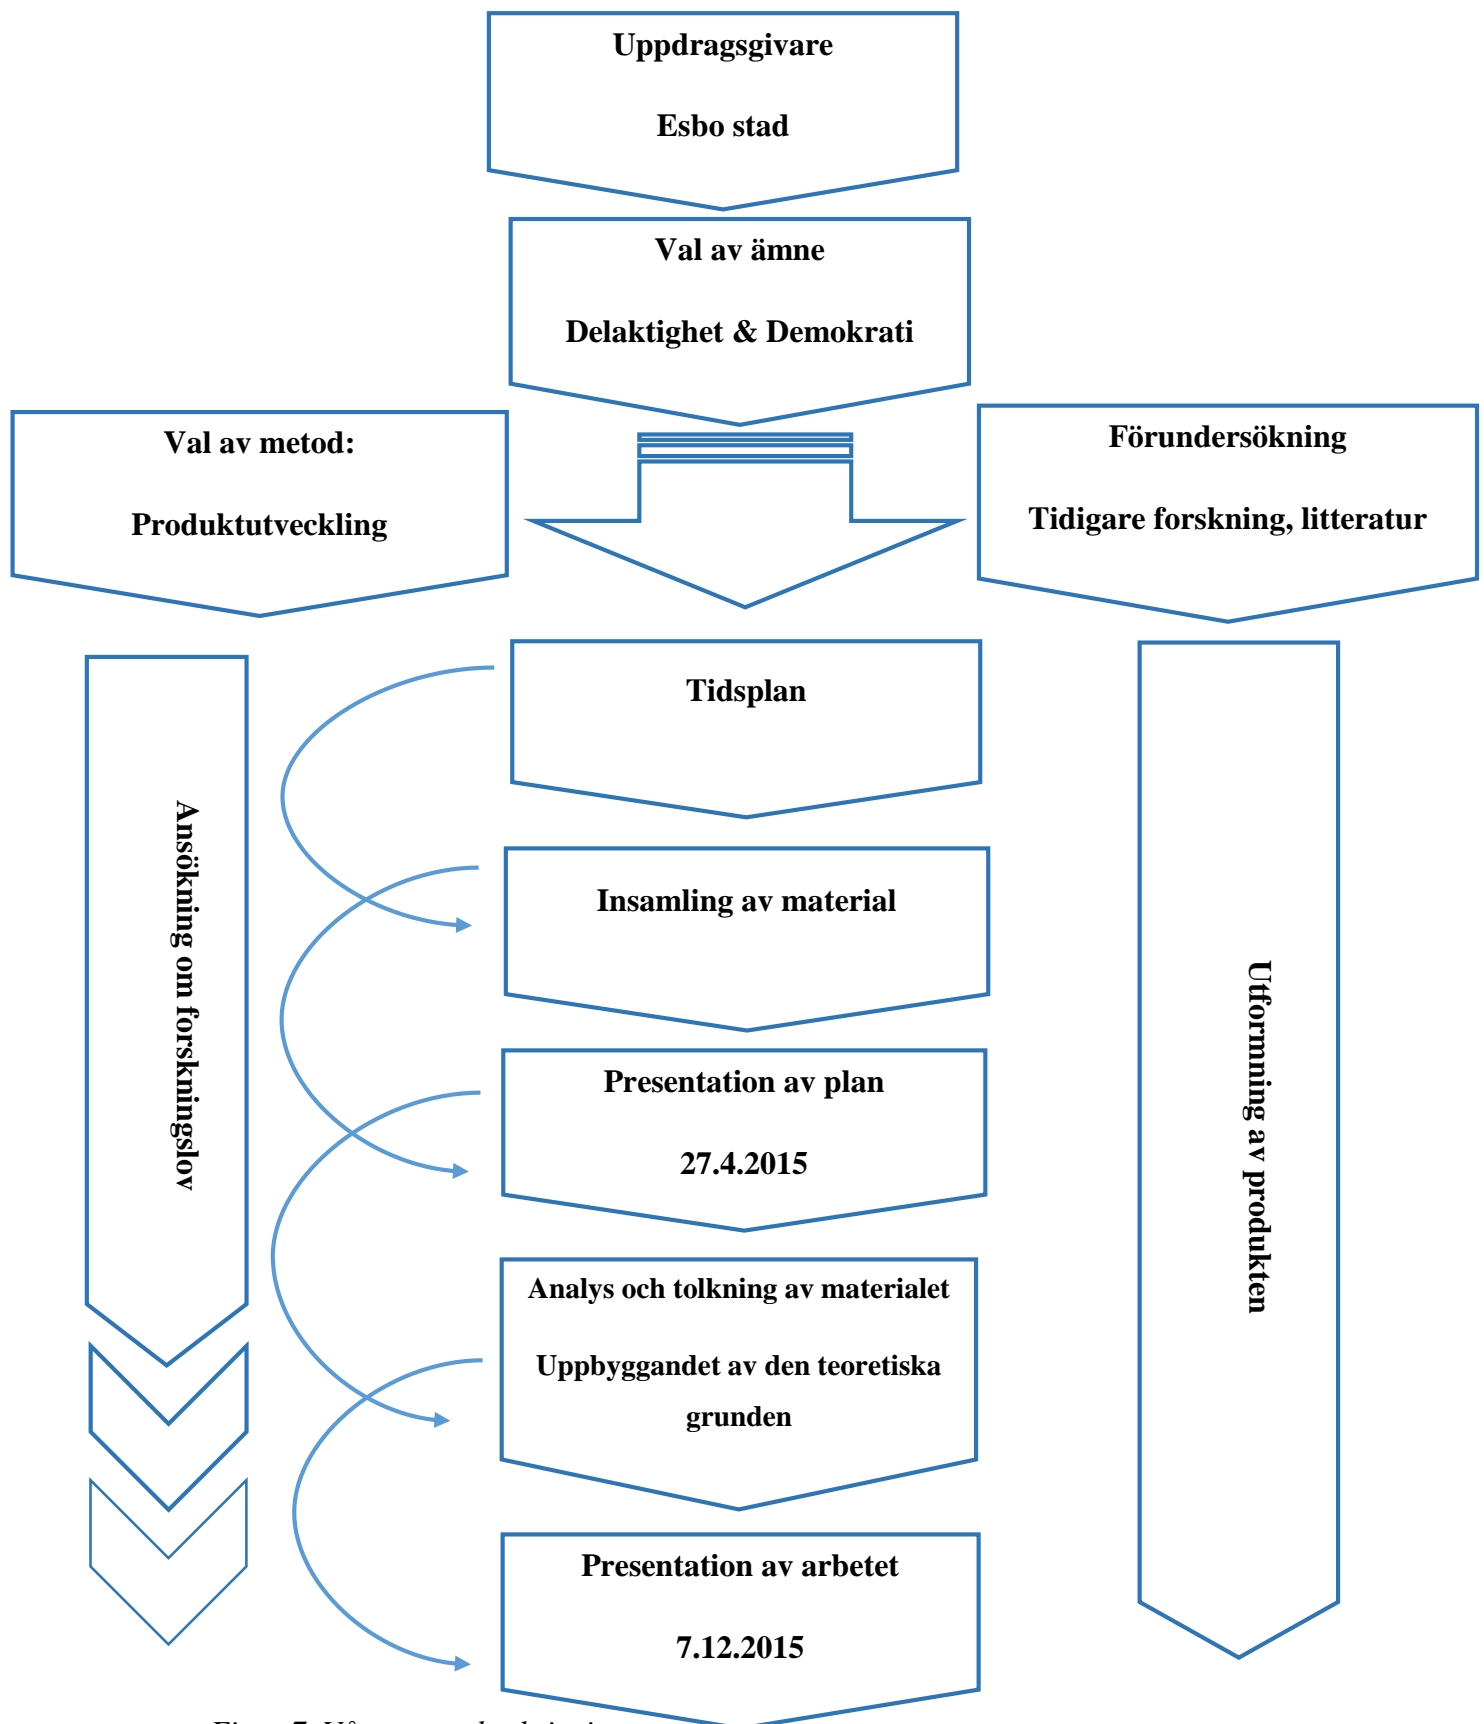 Uppdragsgivare
Esbo stad
Val av ämne
Delaktighet & Demokrati
Val av metod:
Produktutveckling
Förundersökning
Tidigare forskning, litteratur
Tidsplan
Insamling av material
Presentation av plan
27.4.2015
Analys och tolkning av materialet
Uppbyggandet av den teoretiska
grunden
Presentation av arbetet
7.12.2015
Ansökning om forskningslov
Utformning av produkten